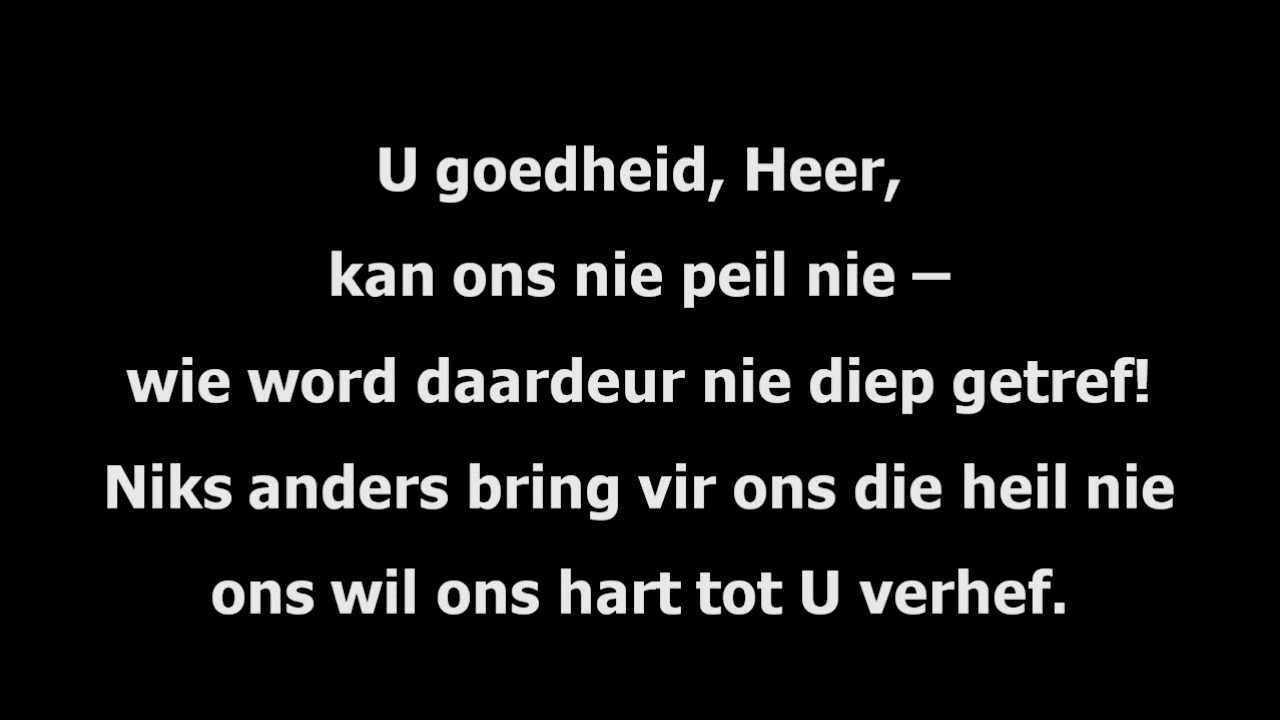 U goedheid, Heer,
kan ons nie peil nie –
wie word daardeur nie diep getref!
Niks anders bring vir ons die heil nie
ons wil ons hart tot U verhef.